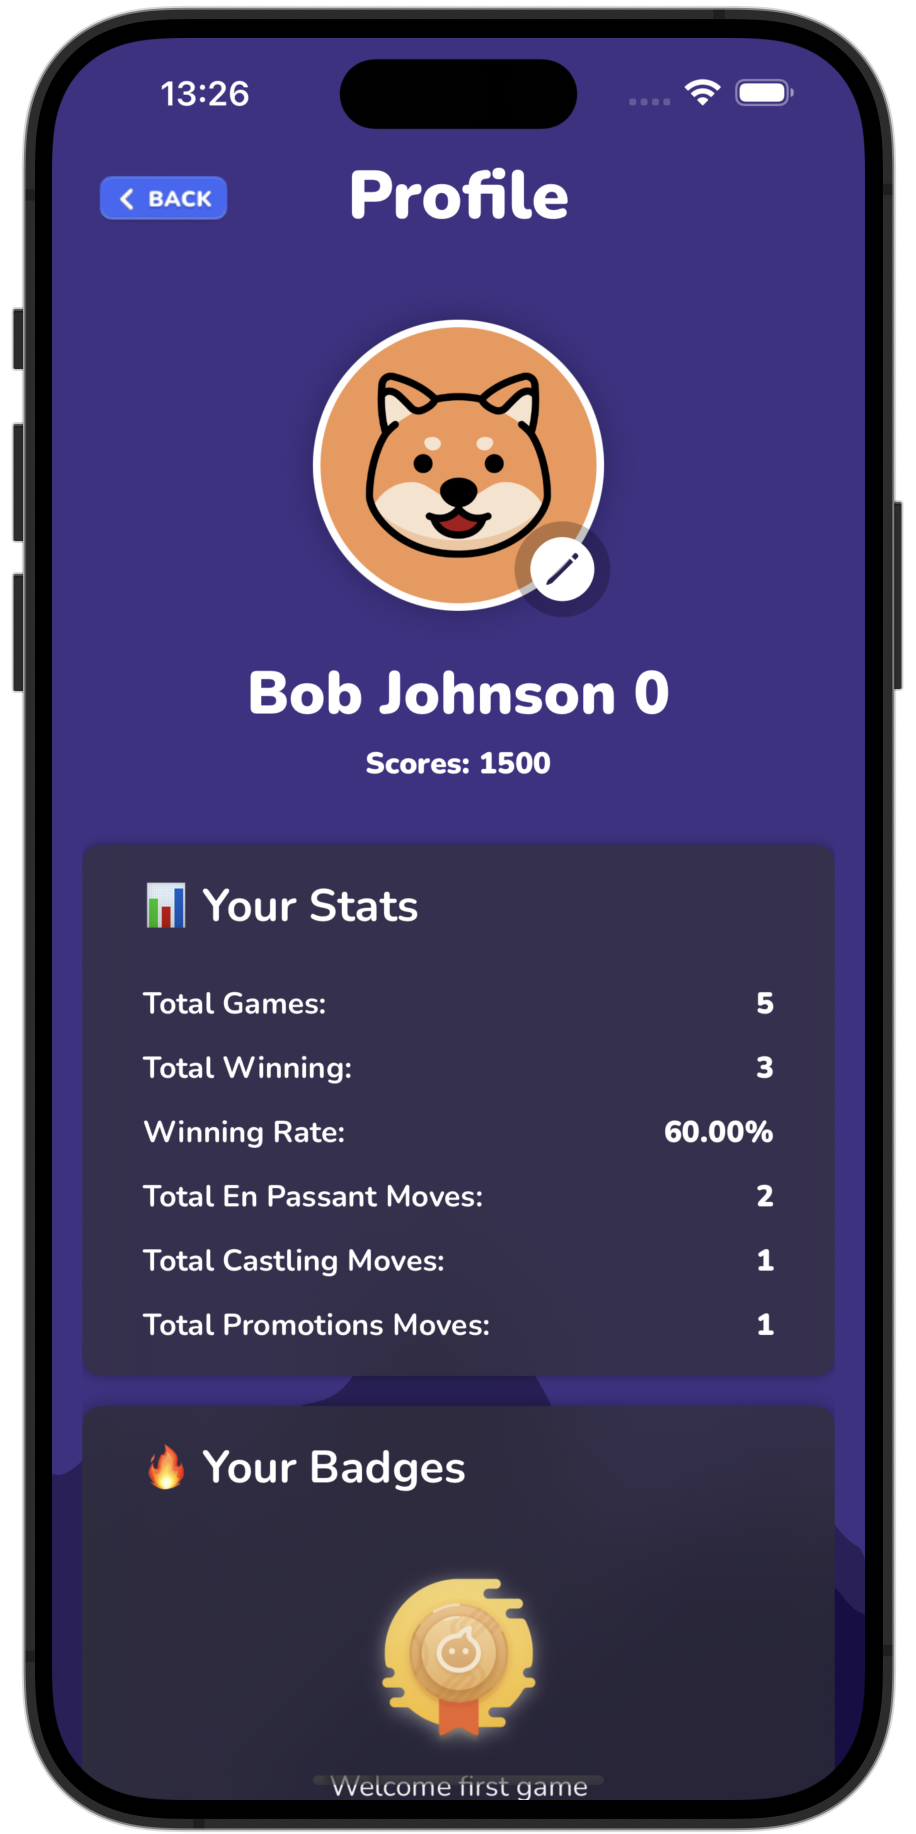 13:26
BACK
Profile
Bob Johnson 0
Scores: 1500
Your Stats
Total Games: 5
Total Winning: 3
Winning Rate: 60.00%
Total En Passant Moves: 2
Total Castling Moves: 1
Total Promotions Moves: 1
Your Badges
Welcome first game